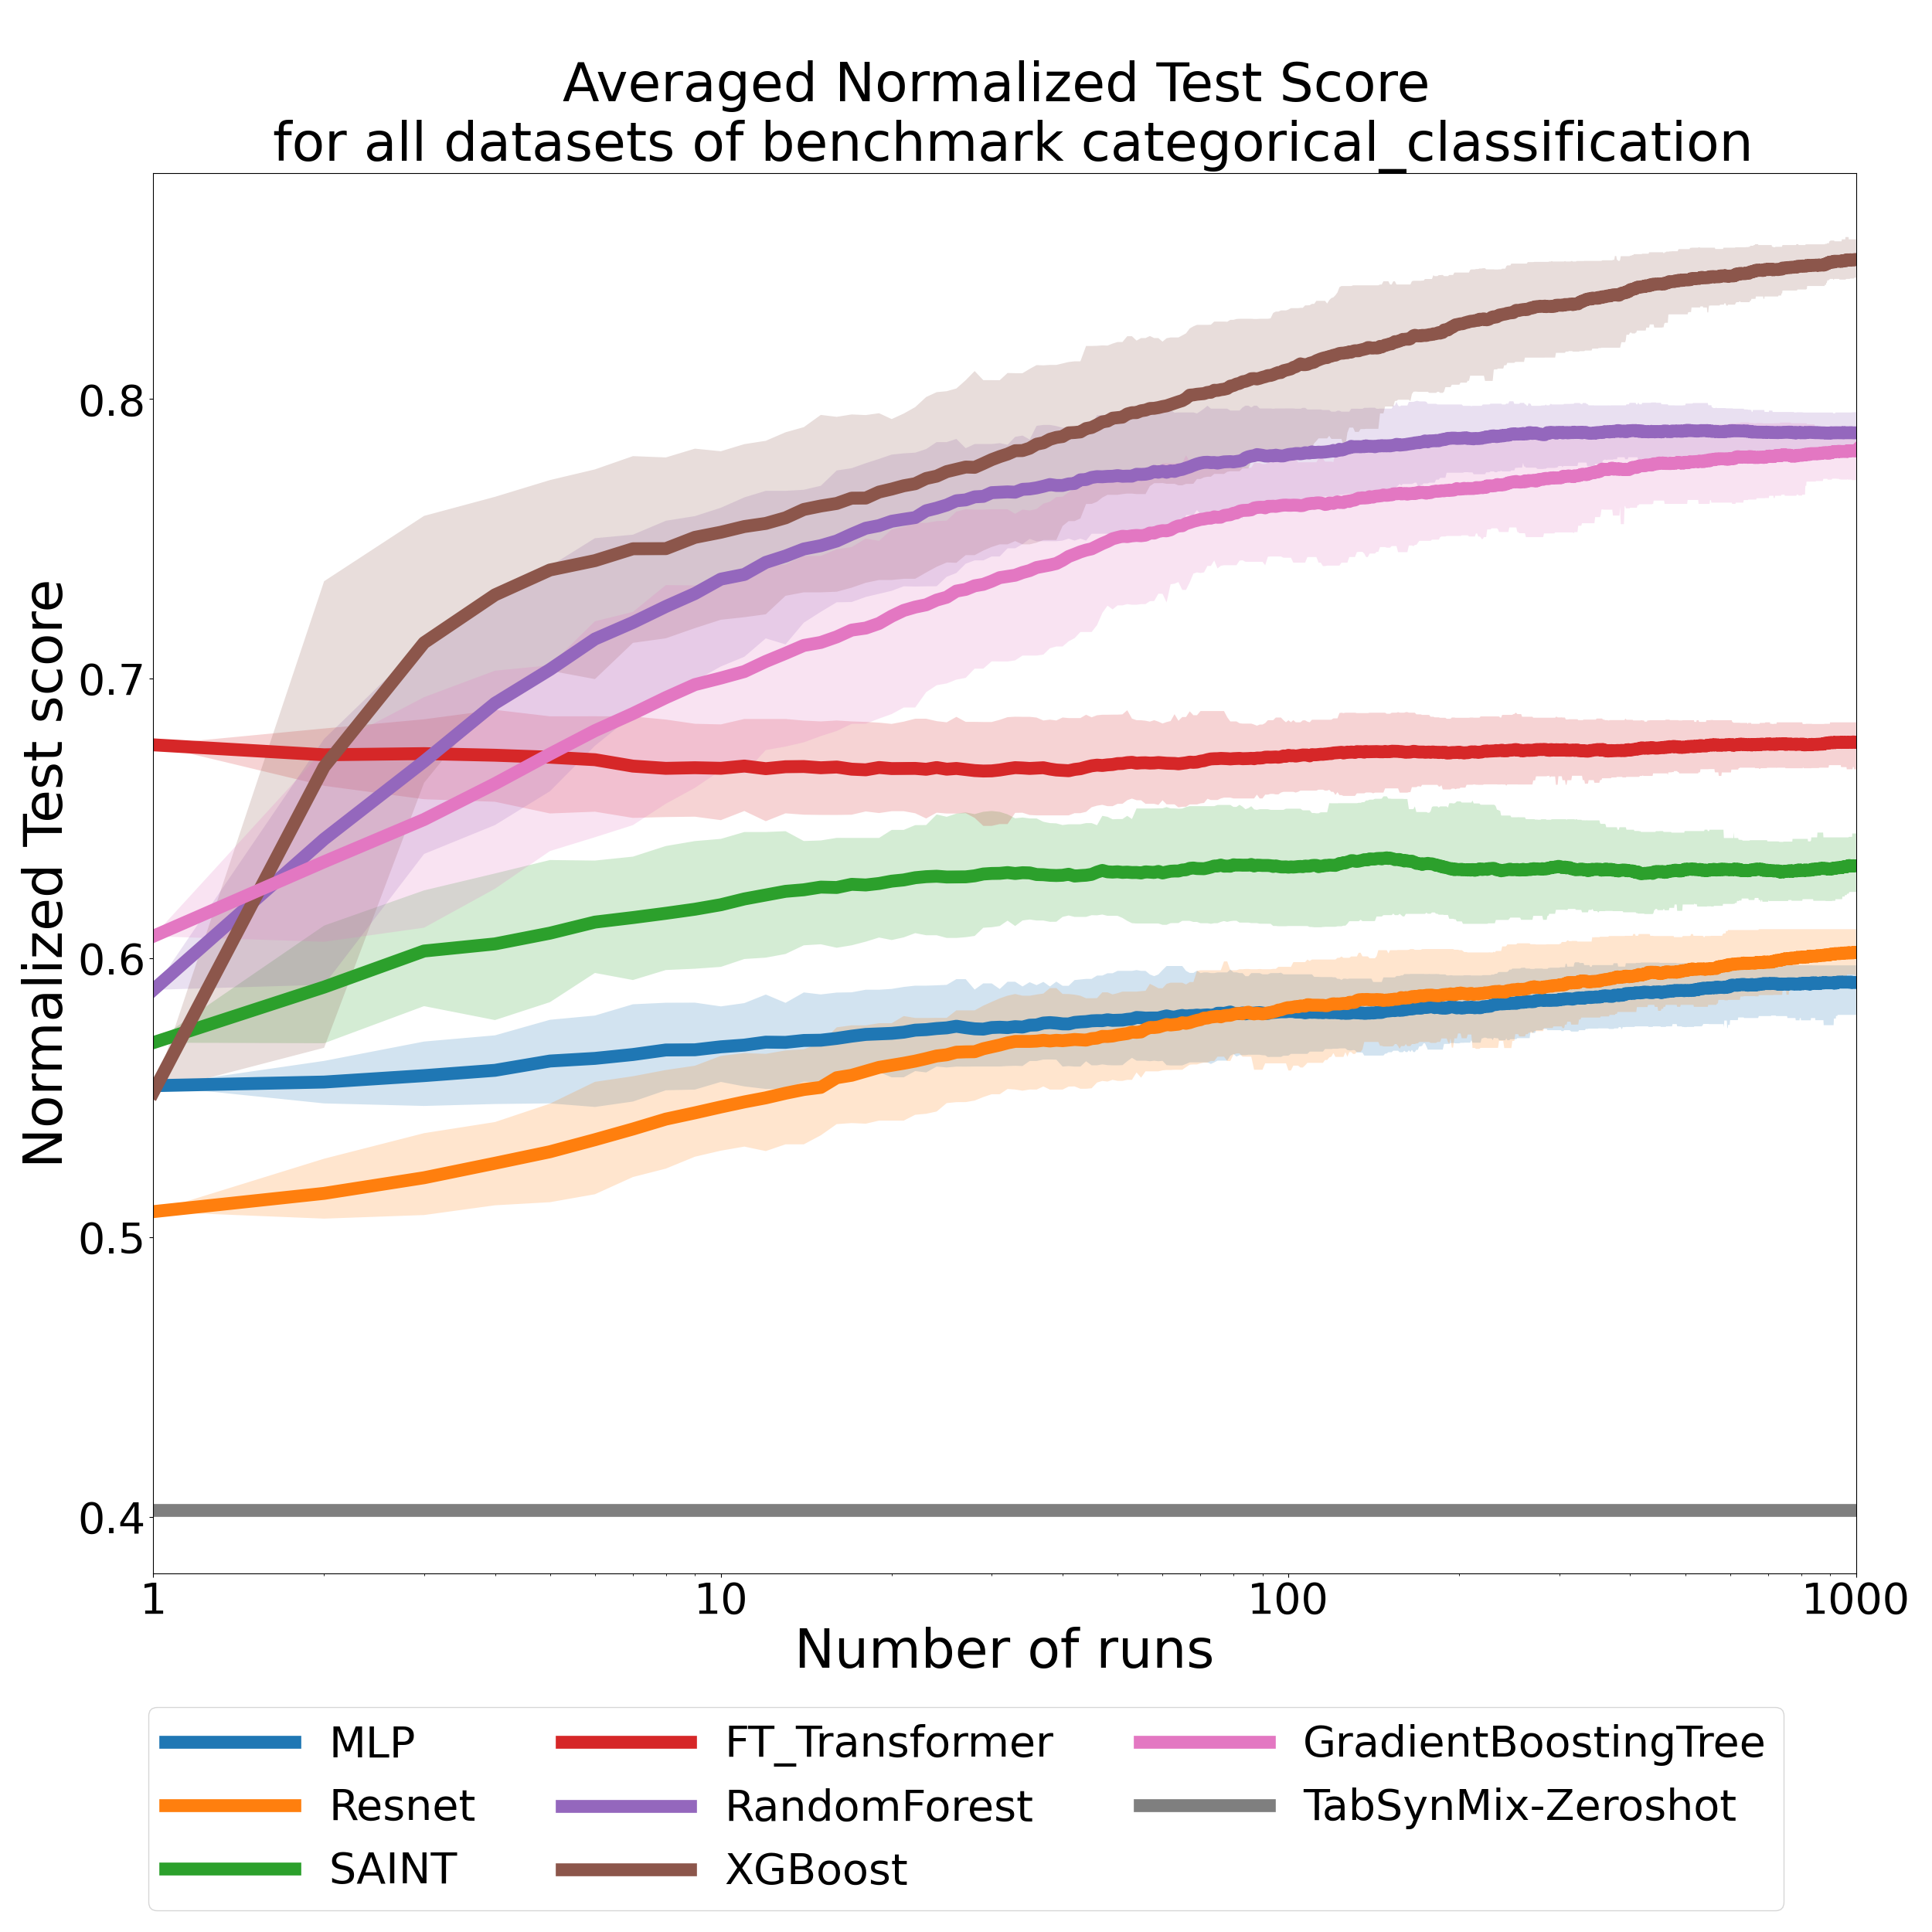 Averaged Normalized Test Score
for all datasets of benchmark categorical_classification
Normalized Test score
0.8
0.7
0.6
0.5
0.4
1 10 100 1000
Number of runs
MLP
Resnet
SAINT
FT_Transformer
RandomForest
XGBoost
GradientBoostingTree
TabSynMix-Zeroshot